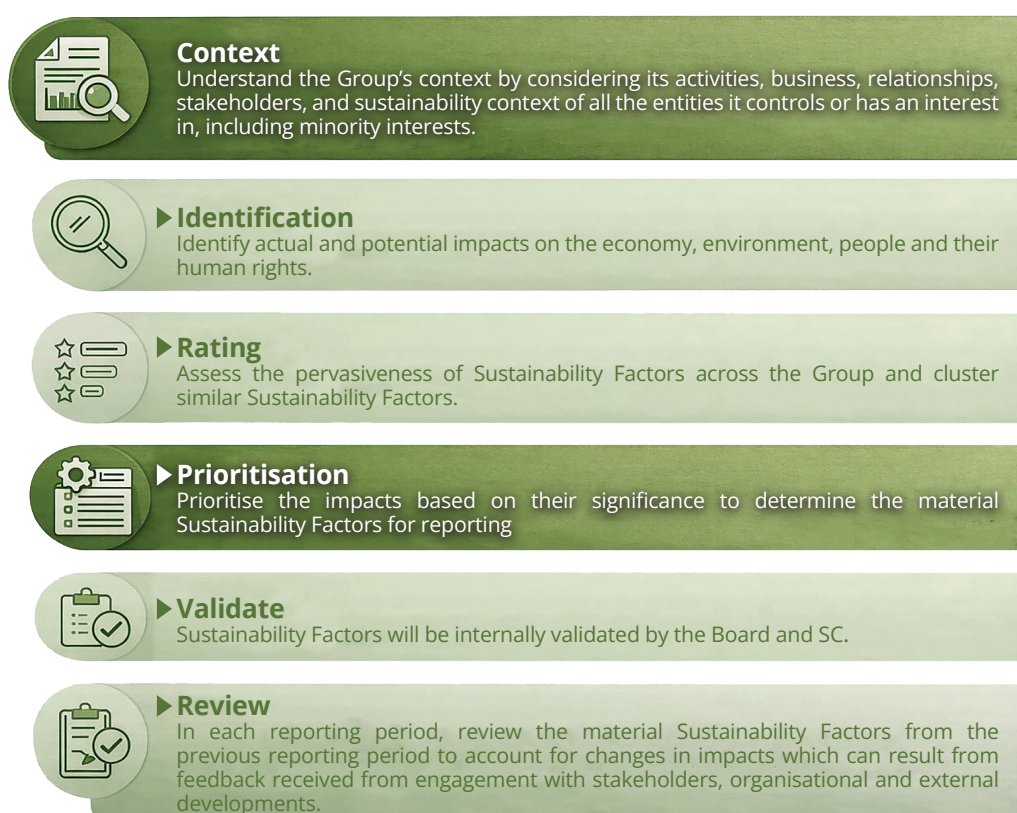 Context
Understand the Group's context by considering its activities, business, relationships,
stakeholders, and sustainability context of all the entities it controls or has an interest
in, including minority interests.
Identification
Identify actual and potential impacts on the economy, environment, people and their
human rights.
Rating
Assess the pervasiveness of Sustainability Factors across the Group and cluster
similar Sustainability Factors.
Prioritisation
Prioritise the impacts based on their significance to determine the material
Sustainability Factors for reporting
Validate
Sustainability Factors will be internally validated by the Board and SC.
Review
In each reporting period, review the material Sustainability Factors from the
previous reporting period to account for changes in impacts which can result from
feedback received from engagement with stakeholders, organisational and external
developments.